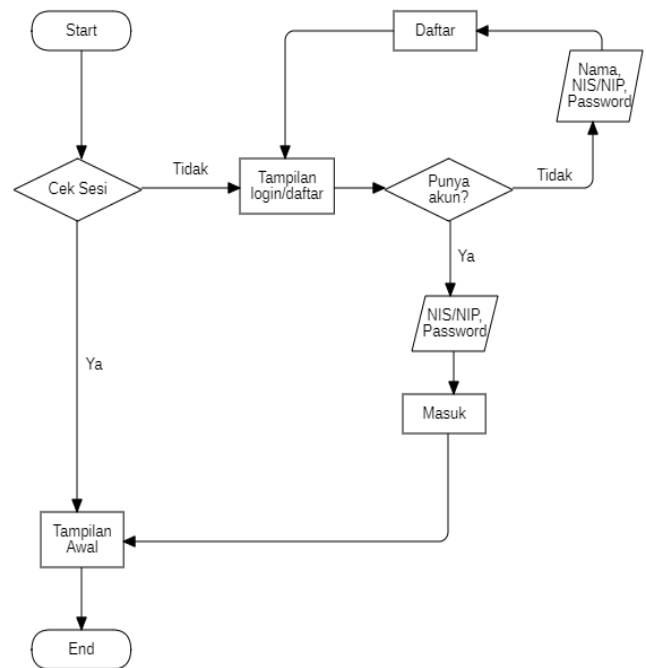 Start
Daftar
Nama,
NIS/NIP,
Password
Cek Sesi
Tidak
Tampilan
login/daftar
Punya
akun?
Tidak
Ya
NIS/NIP,
Password
Ya
Masuk
Tampilan
Awal
End